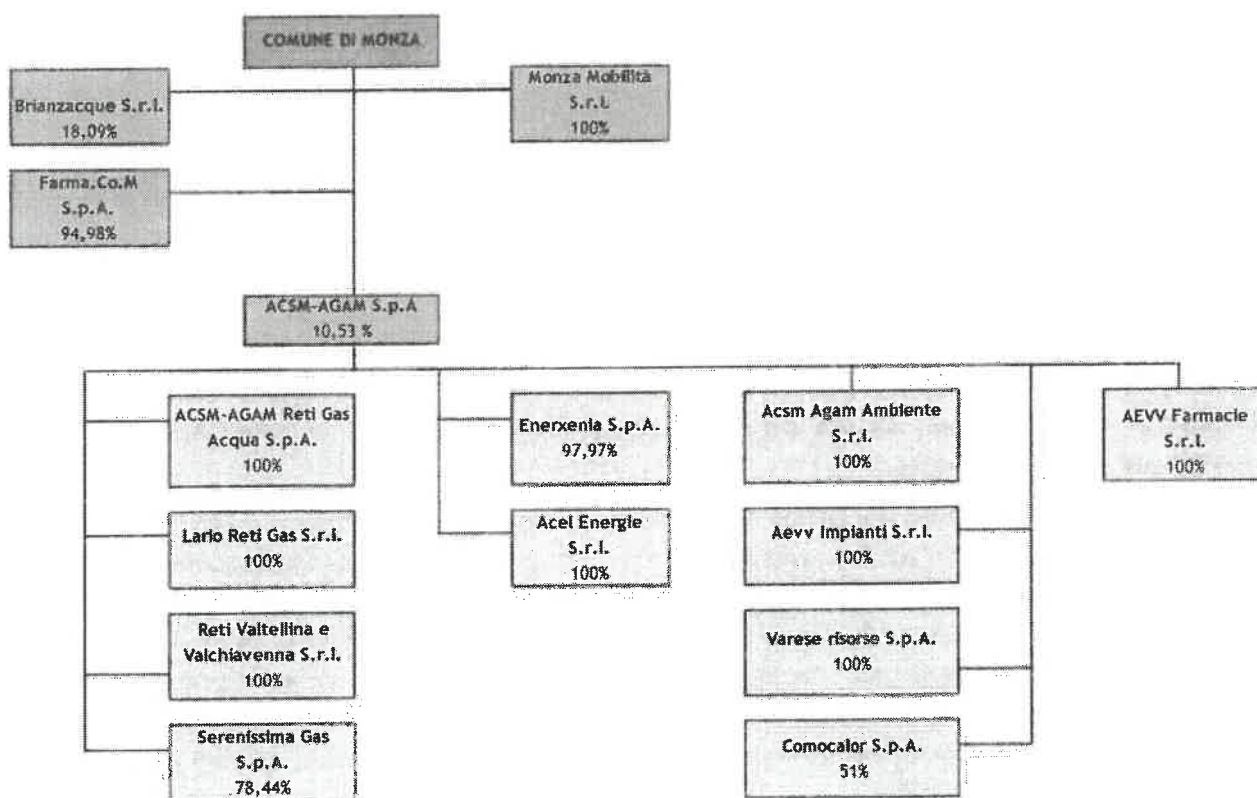 COMUNE DI MONZA
Brianzacque S.r.l.
18,09%
Monza Mobilità
S.r.l.
100%
Farma.Co.M
S.p.A.
94,98%
ACSM-AGAM S.p.A
10,53 %
ACSM-AGAM Reti Gas
Acqua S.p.A.
100%
Enerxenia S.p.A.
97,97%
Acsm Agam Ambiente
S.r.l.
100%
AEVV Farmacie
S.r.l.
100%
Lario Reti Gas S.r.l.
100%
Acel Energie
S.r.l.
100%
Aevv Impianti S.r.l.
100%
Reti Valtellina e
Valchiavenna S.r.l.
100%
Varese risorse S.p.A.
100%
Serenissima Gas
S.p.A.
78,44%
Comocalor S.p.A.
51%